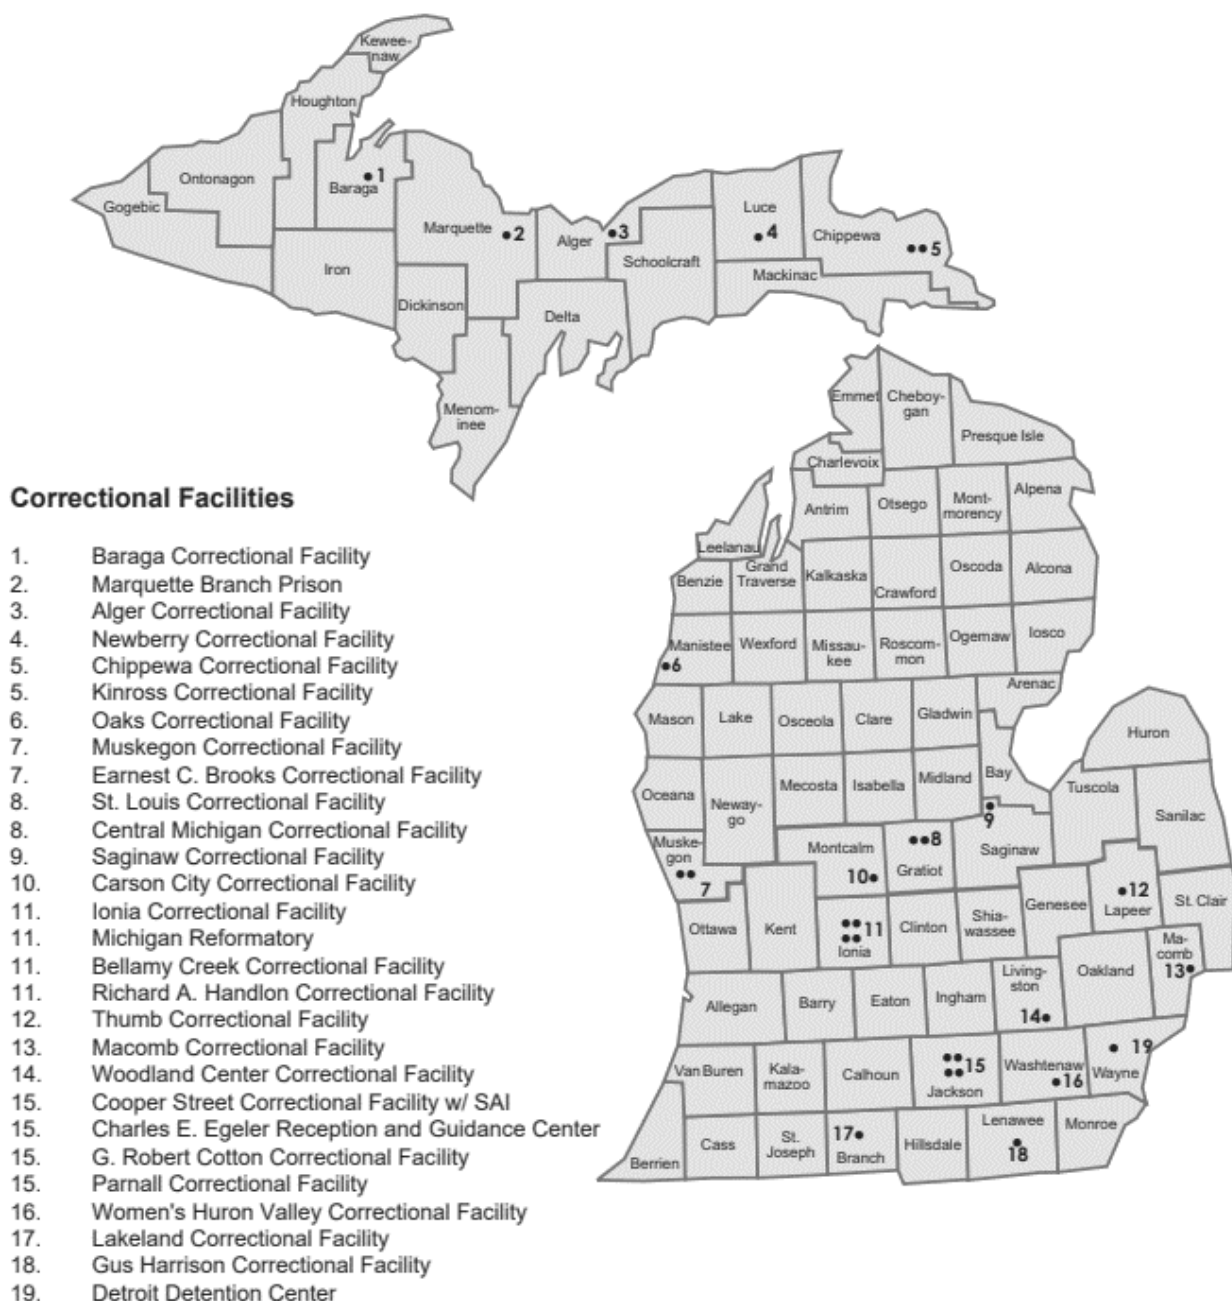 Kewee-
naw
Houghton
Ontonagon
Baraga
1
Gogebic
Marquette
2
Alger
3
Luce
4
Chippewa
5
Schoolcraft
Iron
Mackinac
Dickinson
Delta
Menom-
inee
Emmet
Cheboy-
gan
Presque Isle
Charlevoix
Antrim
Otsego
Mont-
morency
Alpena
Leelanau
Benzie
Grand
Traverse
Kalkaska
Crawford
Oscoda
Alcona
Manistee
6
Wexford
Missau-
kee
Roscom-
mon
Ogemaw
Iosco
Arenac
Mason
Lake
Osceola
Clare
Gladwin
Huron
Oceana
Neway-
go
Mecosta
Isabella
Midland
Bay
9
Tuscola
Sanilac
Muske-
gon
7
Montcalm
10
8
Gratiot
Saginaw
Ottawa
Kent
11
Ionia
Clinton
Shia-
wassee
Genesee
12
Lapeer
St. Clair
Allegan
Barry
Eaton
Ingham
Living-
ston
14
Oakland
Ma-
comb
13
Van Buren
Kala-
mazoo
Calhoun
15
Jackson
Washtenaw
16
19
Wayne
Berrien
Cass
St.
Joseph
17
Branch
Hillsdale
Lenawee
18
Monroe
Correctional Facilities
1. Baraga Correctional Facility
2. Marquette Branch Prison
3. Alger Correctional Facility
4. Newberry Correctional Facility
5. Chippewa Correctional Facility
5. Kinross Correctional Facility
6. Oaks Correctional Facility
7. Muskegon Correctional Facility
7. Earnest C. Brooks Correctional Facility
8. St. Louis Correctional Facility
8. Central Michigan Correctional Facility
9. Saginaw Correctional Facility
10. Carson City Correctional Facility
11. Ionia Correctional Facility
11. Michigan Reformatory
11. Bellamy Creek Correctional Facility
11. Richard A. Handlon Correctional Facility
12. Thumb Correctional Facility
13. Macomb Correctional Facility
14. Woodland Center Correctional Facility
15. Cooper Street Correctional Facility w/ SAI
15. Charles E. Egeler Reception and Guidance Center
15. G. Robert Cotton Correctional Facility
15. Parnall Correctional Facility
16. Women's Huron Valley Correctional Facility
17. Lakeland Correctional Facility
18. Gus Harrison Correctional Facility
19. Detroit Detention Center